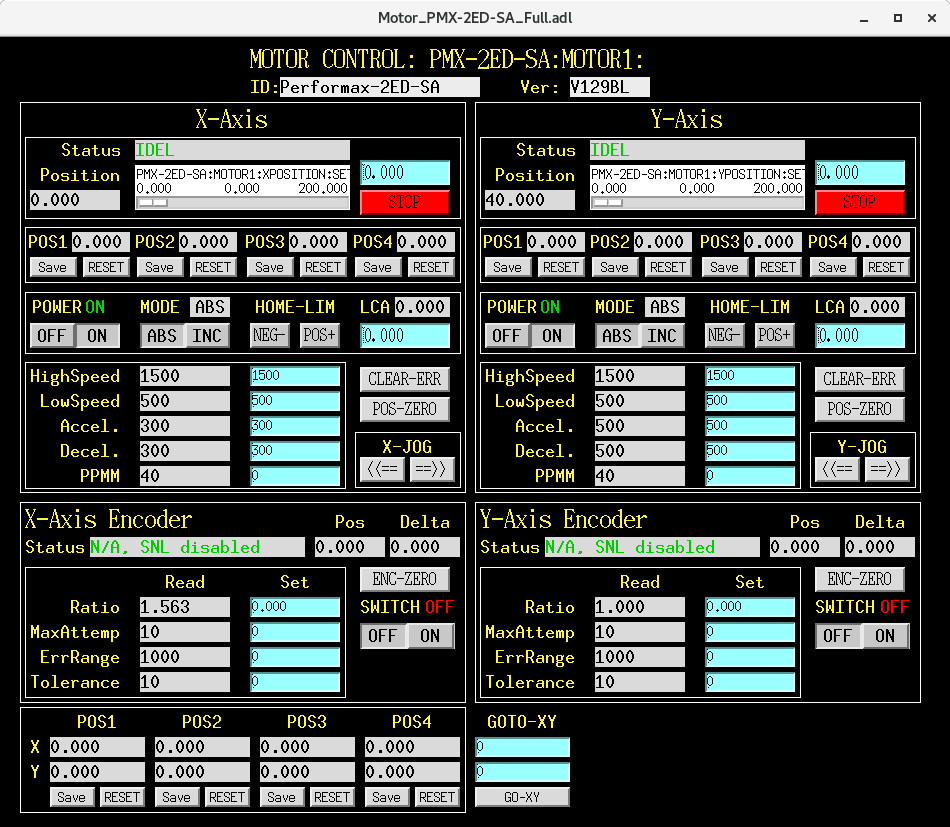 Motor_PMX-2ED-SA_Full.adl
MOTOR CONTROL: PMX-2ED-SA:MOTOR1:
ID:Performax-2ED-SA Ver: V129BL
X-Axis
Status IDEL
Position PMX-2ED-SA:MOTOR1:XPOSITION:SET 0.000
0.000 0.000 200.000
0.000 STOP
POS1 0.000 POS2 0.000 POS3 0.000 POS4 0.000
Save RESET Save RESET Save RESET Save RESET
POWER ON MODE ABS HOME-LIM LCA 0.000
OFF ON ABS INC NEG- POS+ 0.000
HighSpeed 1500 1500 CLEAR-ERR
LowSpeed 500 500 POS-ZERO
Accel. 300 300
Decel. 300 300 X-JOG
PPMM 40 0 ⟨⟨== ==⟩⟩
Y-Axis
Status IDEL
Position PMX-2ED-SA:MOTOR1:YPOSITION:SET 0.000
0.000 0.000 200.000
40.000 STOP
POS1 0.000 POS2 0.000 POS3 0.000 POS4 0.000
Save RESET Save RESET Save RESET Save RESET
POWER ON MODE ABS HOME-LIM LCA 0.000
OFF ON ABS INC NEG- POS+ 0.000
HighSpeed 1500 1500 CLEAR-ERR
LowSpeed 500 500 POS-ZERO
Accel. 500 500
Decel. 500 500 Y-JOG
PPMM 40 0 ⟨⟨== ==⟩⟩
X-Axis Encoder Pos Delta
Status N/A, SNL disabled 0.000 0.000
Read Set ENC-ZERO
Ratio 1.563 0.000 SWITCH OFF
MaxAttemp 10 0 OFF ON
ErrRange 1000 0
Tolerance 10 0
Y-Axis Encoder Pos Delta
Status N/A, SNL disabled 0.000 0.000
Read Set ENC-ZERO
Ratio 1.000 0.000 SWITCH OFF
MaxAttemp 10 0 OFF ON
ErrRange 1000 0
Tolerance 10 0
POS1 POS2 POS3 POS4 GOTO-XY
X 0.000 0.000 0.000 0.000 0
Y 0.000 0.000 0.000 0.000 0
Save RESET Save RESET Save RESET Save RESET GO-XY